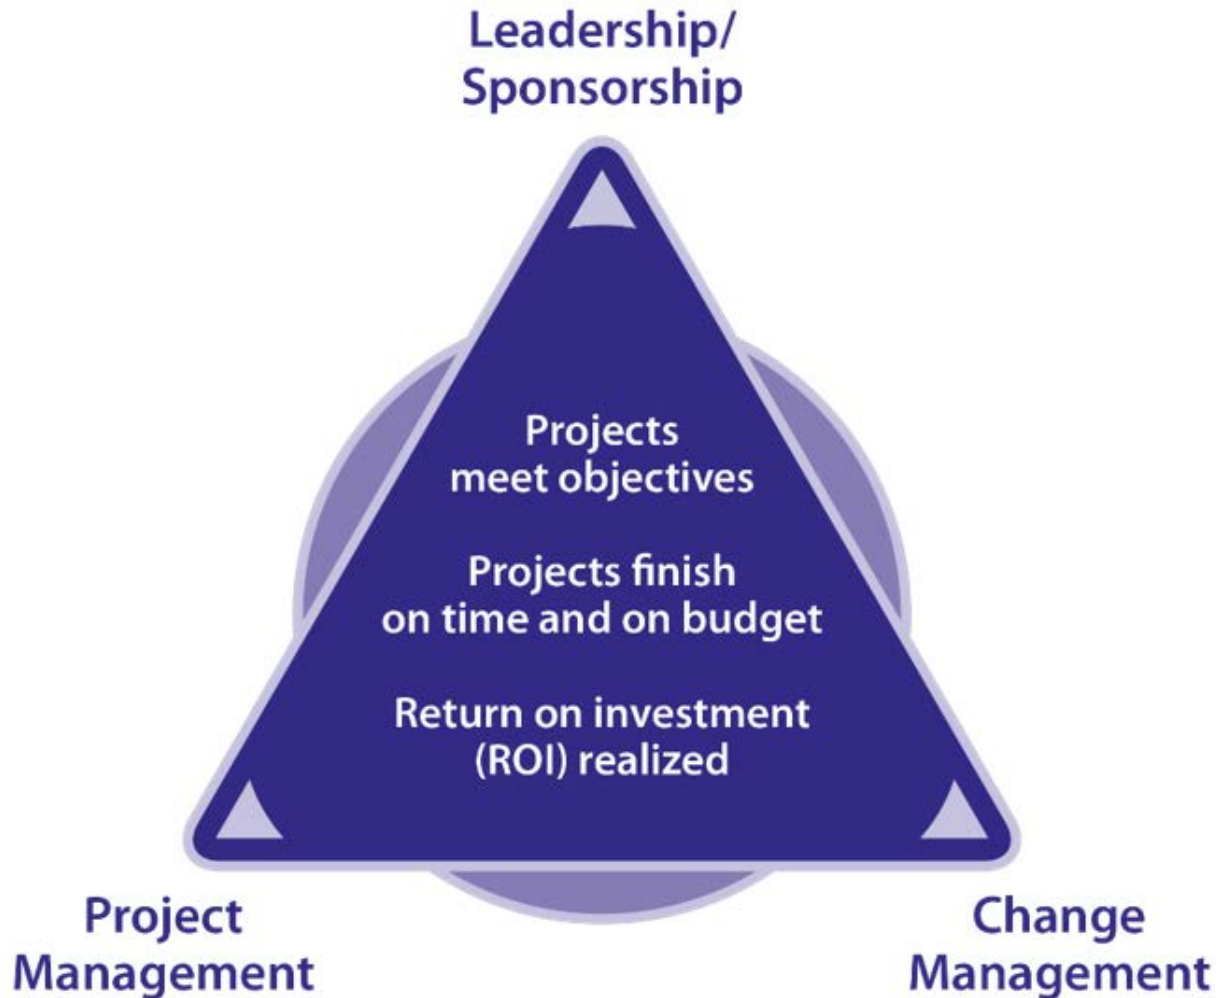 Leadership/
Sponsorship
Projects
meet objectives
Projects finish
on time and on budget
Return on investment
(ROI) realized
Project
Management
Change
Management